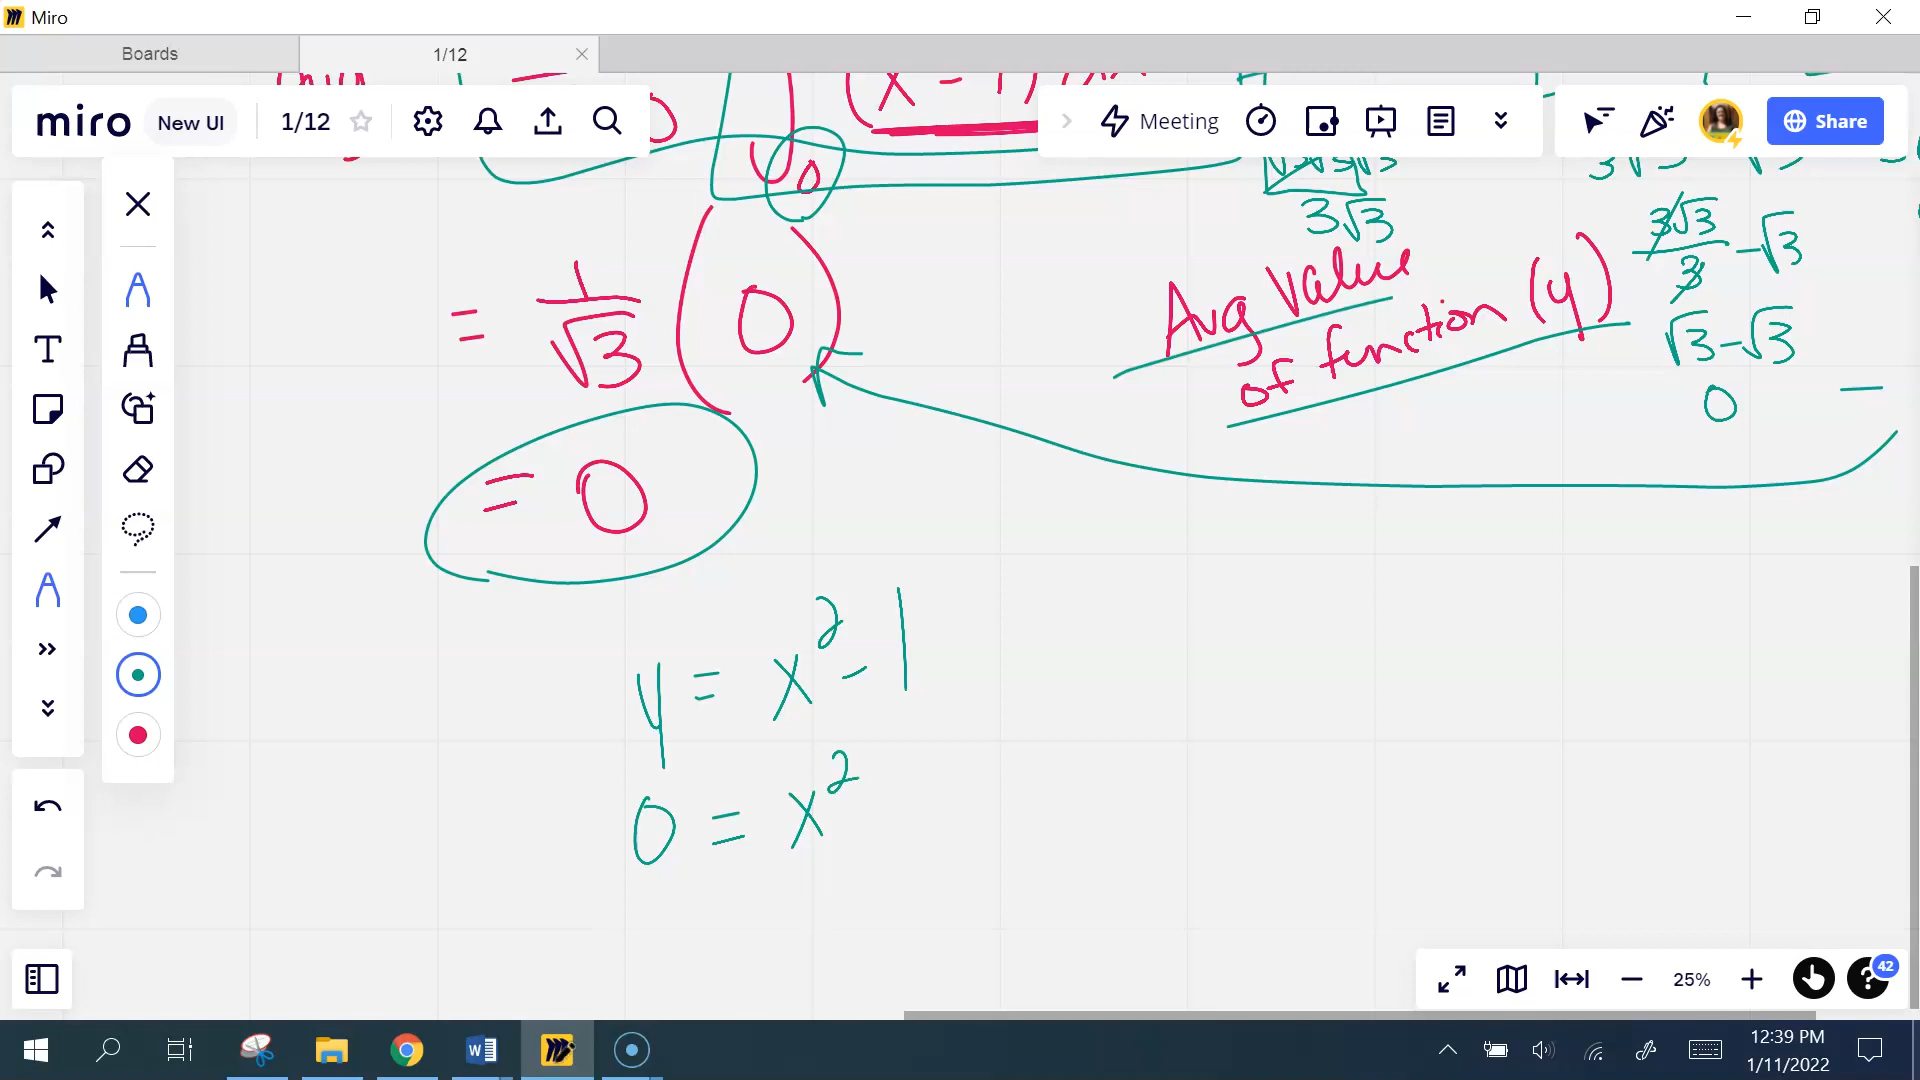 Miro
Boards
1/12
miro
New UI
1/12
Meeting
Share
(x - 1)
0
3√3
3√3/3 - √3
√3 - √3
0
Avg Value
of function (y)
= 1/√3 ( 0 )
= 0
y = x² - 1
0 = x²
25%
42
12:39 PM
1/11/2022